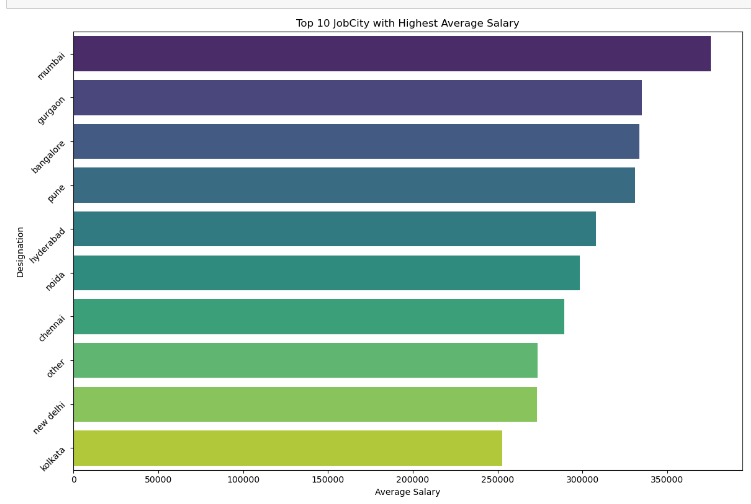 Top 10 JobCity with Highest Average Salary
mumbai
gurgaon
bangalore
pune
hyderabad
noida
chennai
other
new delhi
kolkata
Designation
0 50000 100000 150000 200000 250000 300000 350000
Average Salary